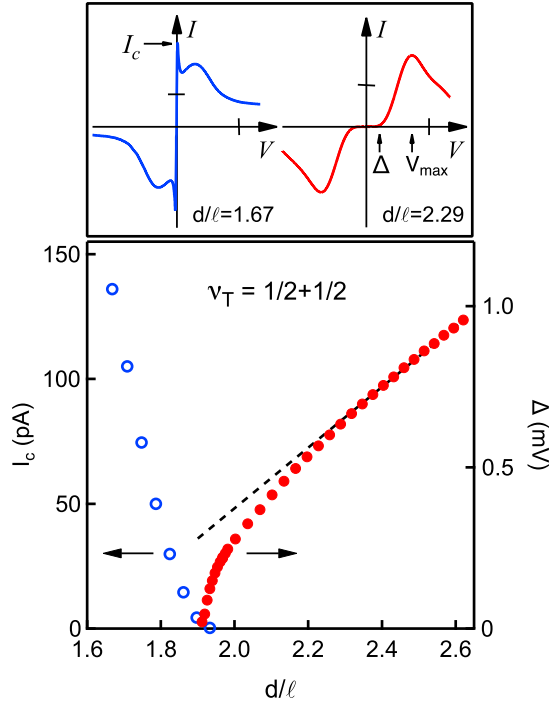 I I
I_c
V V
Δ V_max
d/ℓ=1.67 d/ℓ=2.29
150
ν_T = 1/2+1/2
1.0
100
I_c (pA)
Δ (mV)
0.5
50
0 0
1.6 1.8 2.0 2.2 2.4 2.6
d/ℓ